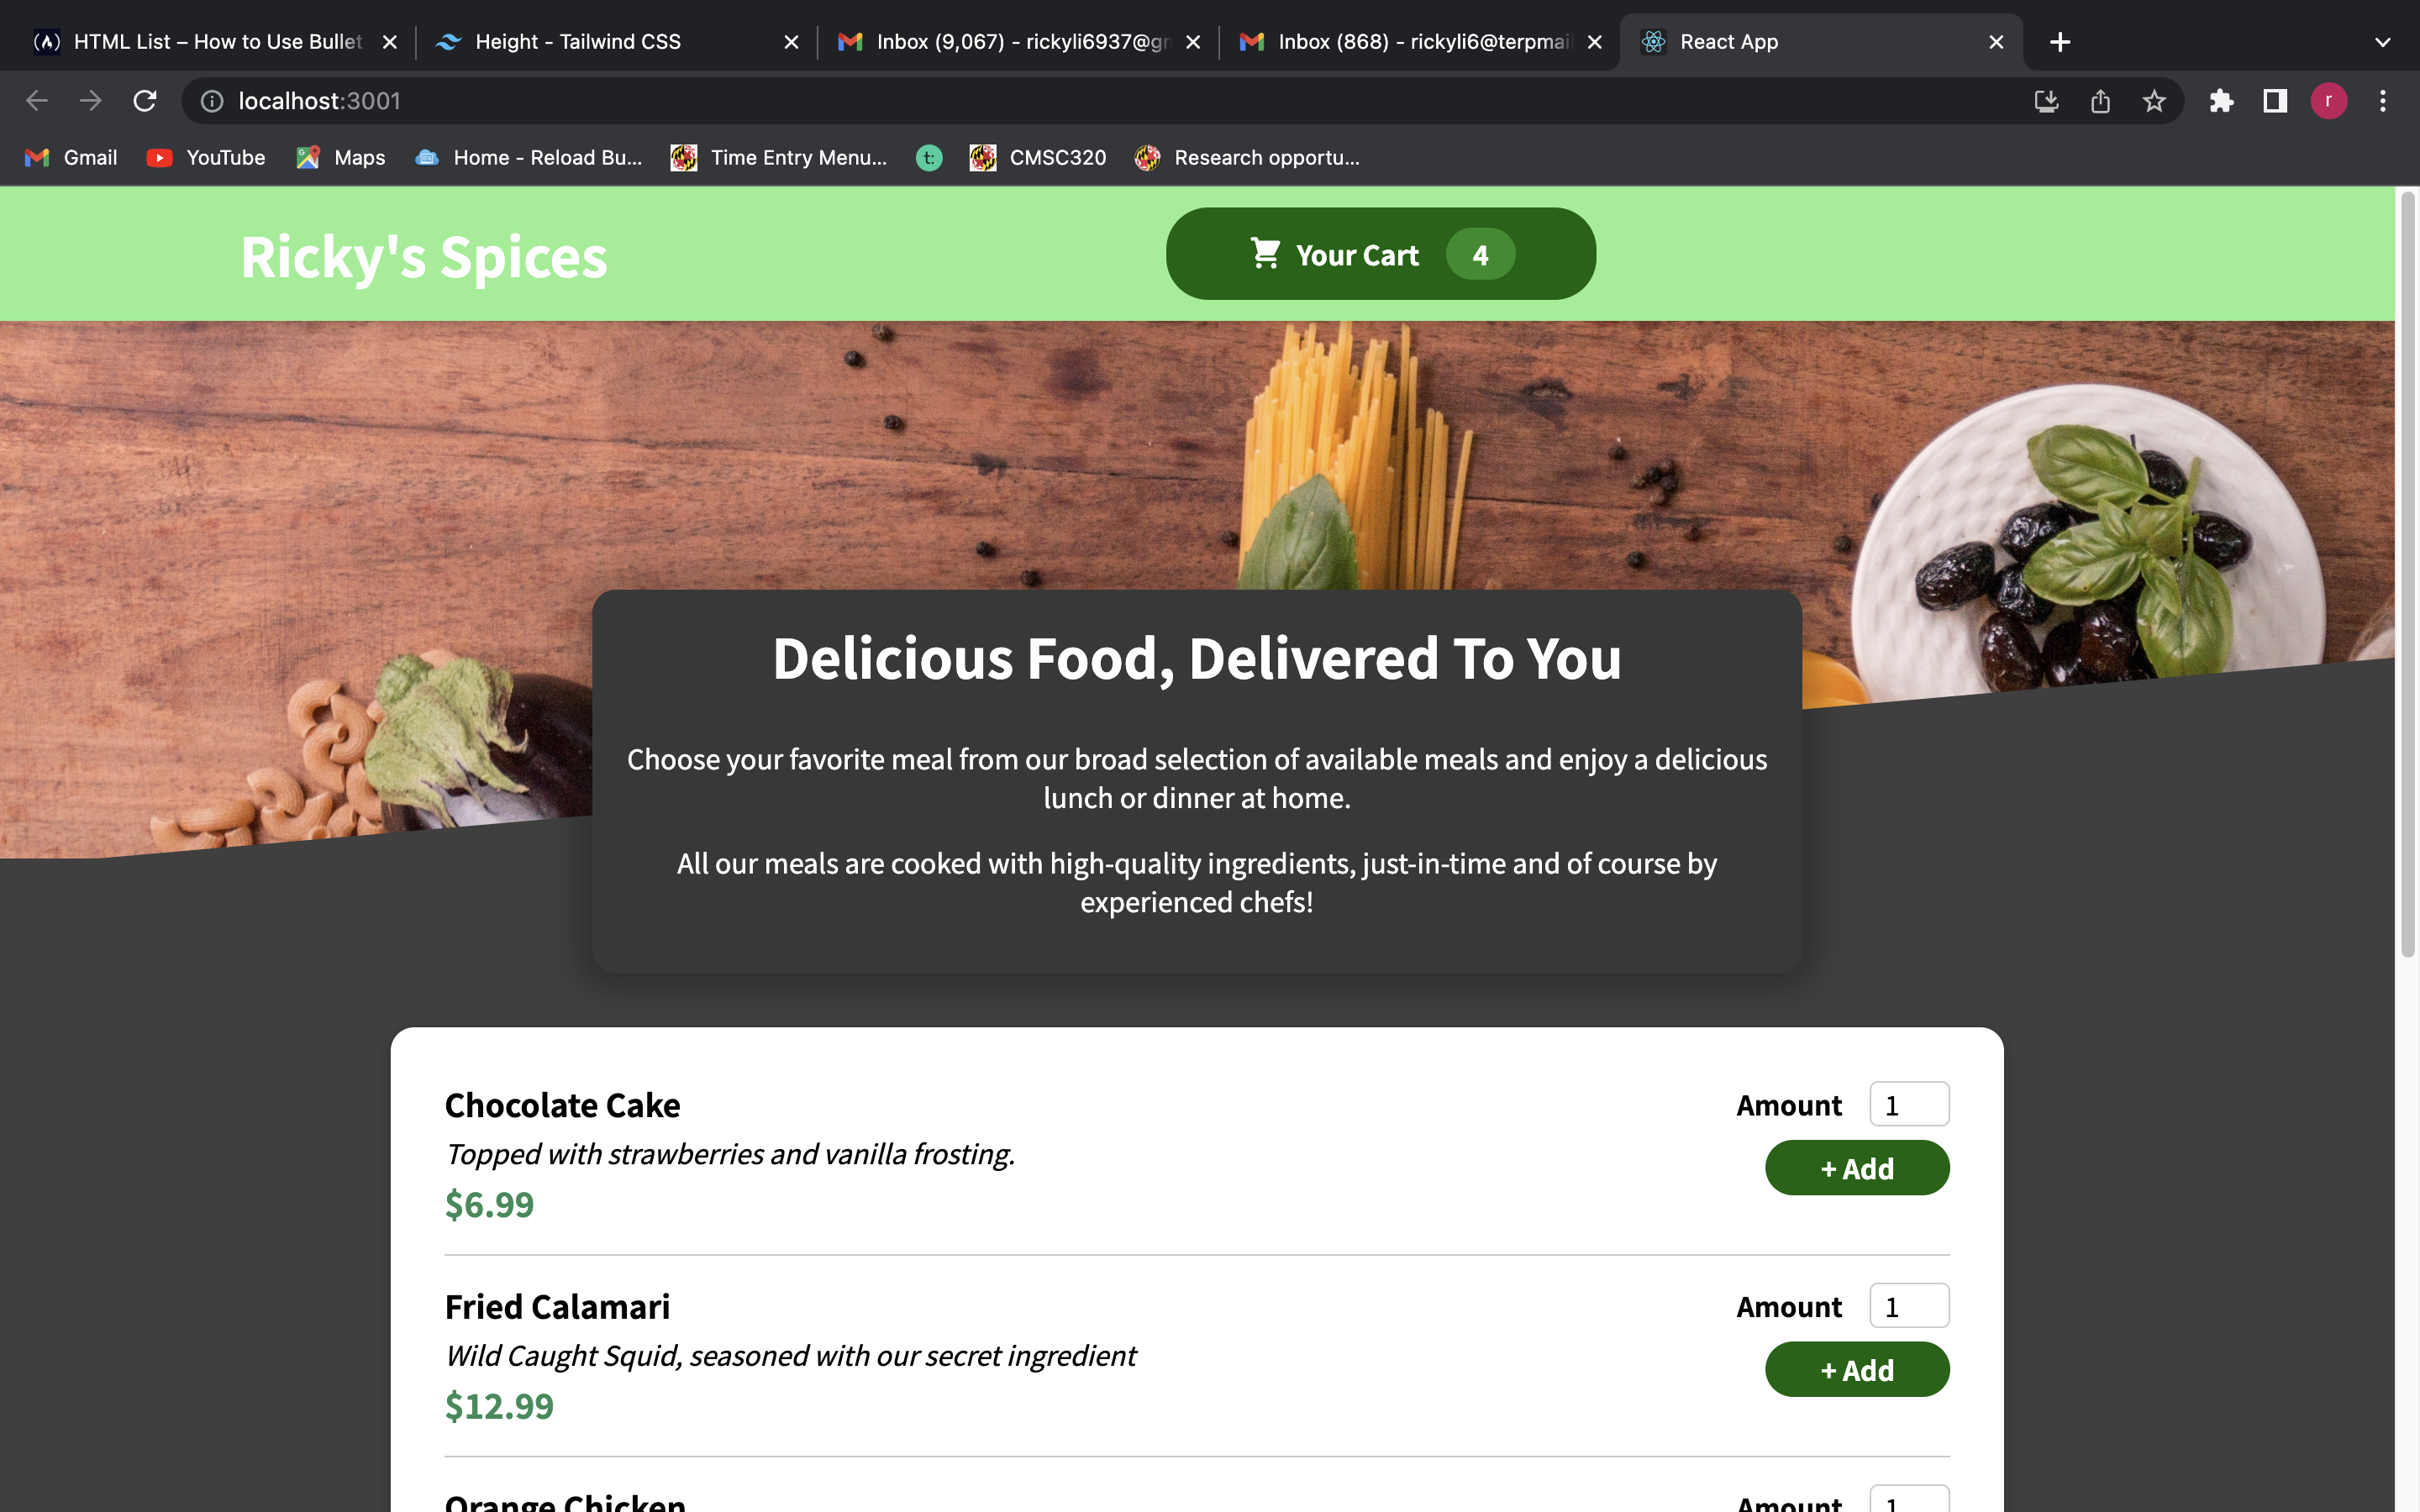 HTML List – How to Use Bullet
Height - Tailwind CSS
Inbox (9,067) - rickyli6937@gm
Inbox (868) - rickyli6@terpmail
React App
localhost:3001
r
Gmail
YouTube
Maps
Home - Reload Bu...
Time Entry Menu...
t:
CMSC320
Research opportu...
Ricky's Spices
Your Cart 4
Delicious Food, Delivered To You
Choose your favorite meal from our broad selection of available meals and enjoy a delicious
lunch or dinner at home.
All our meals are cooked with high-quality ingredients, just-in-time and of course by
experienced chefs!
Chocolate Cake
Amount 1
Topped with strawberries and vanilla frosting.
+ Add
$6.99
Fried Calamari
Amount 1
Wild Caught Squid, seasoned with our secret ingredient
+ Add
$12.99
Orange Chicken
Amount 1